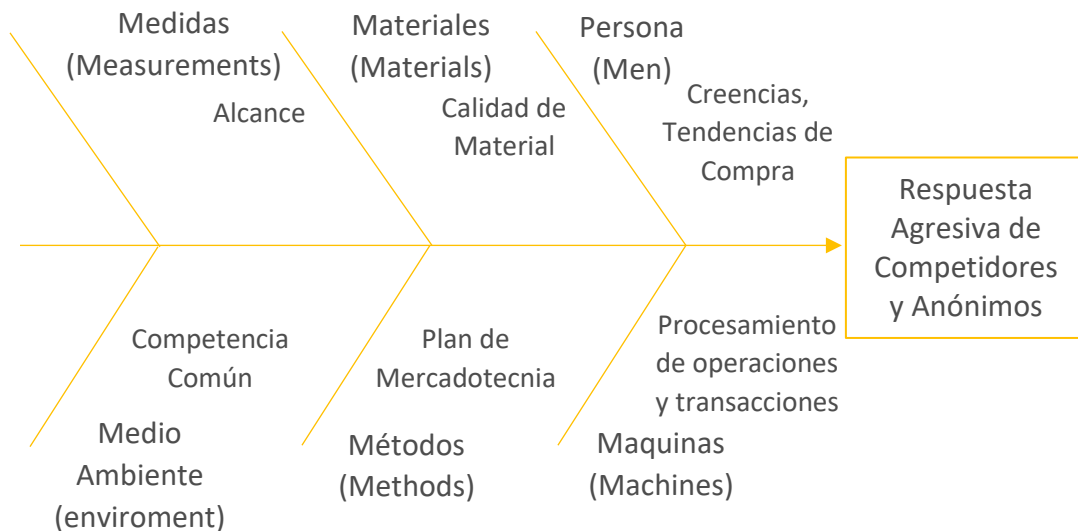 Medidas
(Measurements)
Alcance
Materiales
(Materials)
Calidad de
Material
Persona
(Men)
Creencias,
Tendencias de
Compra
Respuesta
Agresiva de
Competidores
y Anónimos
Competencia
Común
Medio
Ambiente
(enviroment)
Plan de
Mercadotecnia
Métodos
(Methods)
Procesamiento
de operaciones
y transacciones
Maquinas
(Machines)